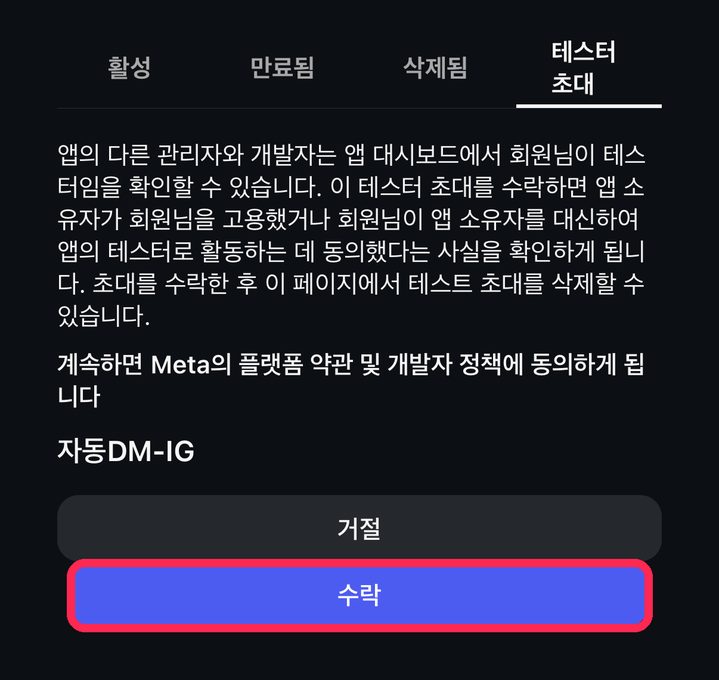 활성
만료됨
삭제됨
테스터
초대
앱의 다른 관리자와 개발자는 앱 대시보드에서 회원님이 테스
터임을 확인할 수 있습니다. 이 테스터 초대를 수락하면 앱 소
유자가 회원님을 고용했거나 회원님이 앱 소유자를 대신하여
앱의 테스터로 활동하는 데 동의했다는 사실을 확인하게 됩니
다. 초대를 수락한 후 이 페이지에서 테스트 초대를 삭제할 수
있습니다.
계속하면 Meta의 플랫폼 약관 및 개발자 정책에 동의하게 됩
니다
자동DM-IG
거절
수락